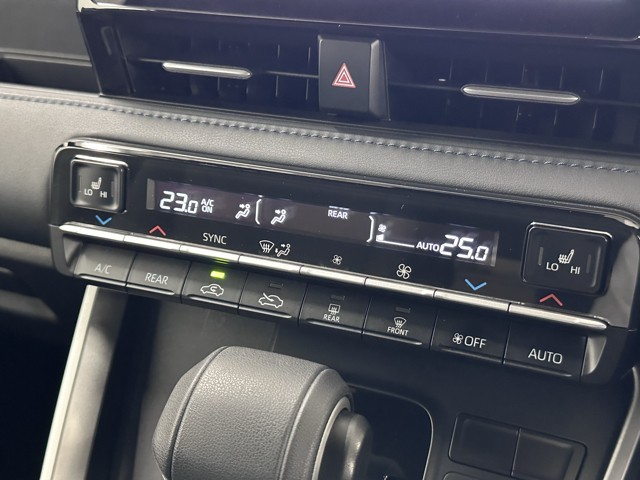 LO HI
23.0 A/C ON
REAR
AUTO 25.0
LO HI
SYNC
A/C
REAR
REAR
FRONT
OFF
AUTO